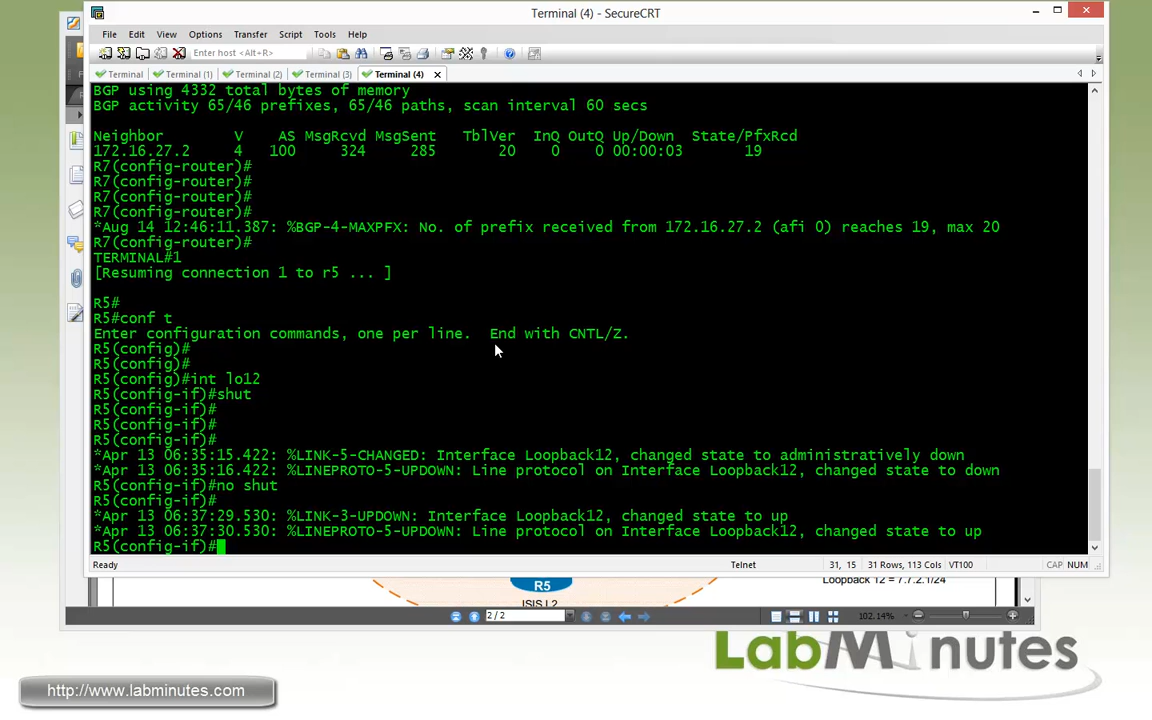 Terminal (4) - SecureCRT
File Edit View Options Transfer Script Tools Help
Enter host <Alt+R>
Terminal Terminal (1) Terminal (2) Terminal (3) Terminal (4)
BGP using 4332 total bytes of memory
BGP activity 65/46 prefixes, 65/46 paths, scan interval 60 secs
Neighbor V AS MsgRcvd MsgSent TblVer InQ OutQ Up/Down State/PfxRcd
172.16.27.2 4 100 324 285 20 0 0 00:00:03 19
R7(config-router)#
R7(config-router)#
R7(config-router)#
R7(config-router)#
*Aug 14 12:46:11.387: %BGP-4-MAXPFX: No. of prefix received from 172.16.27.2 (afi 0) reaches 19, max 20
R7(config-router)#
TERMINAL#1
[Resuming connection 1 to r5 ... ]
R5#
R5#conf t
Enter configuration commands, one per line. End with CNTL/Z.
R5(config)#
R5(config)#
R5(config)#int lo12
R5(config-if)#shut
R5(config-if)#
R5(config-if)#
R5(config-if)#
*Apr 13 06:35:15.422: %LINK-5-CHANGED: Interface Loopback12, changed state to administratively down
*Apr 13 06:35:16.422: %LINEPROTO-5-UPDOWN: Line protocol on Interface Loopback12, changed state to down
R5(config-if)#no shut
R5(config-if)#
*Apr 13 06:37:29.530: %LINK-3-UPDOWN: Interface Loopback12, changed state to up
*Apr 13 06:37:30.530: %LINEPROTO-5-UPDOWN: Line protocol on Interface Loopback12, changed state to up
R5(config-if)#
Ready Telnet 31, 15 31 Rows, 113 Cols VT100 CAP NUM
R5
ISIS L2
Loopback 12 = 7.7.2.1/24
2 / 2 102.14%
LabMinutes
http://www.labminutes.com